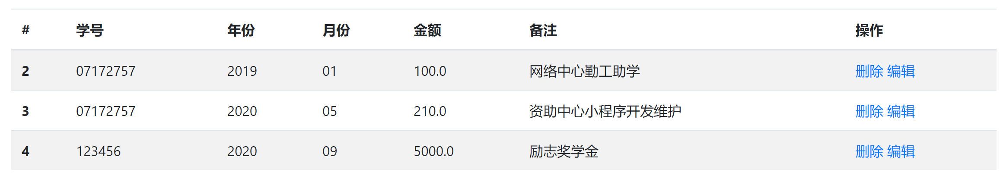 # 学号 年份 月份 金额 备注 操作
2 07172757 2019 01 100.0 网络中心勤工助学 删除 编辑
3 07172757 2020 05 210.0 资助中心小程序开发维护 删除 编辑
4 123456 2020 09 5000.0 励志奖学金 删除 编辑